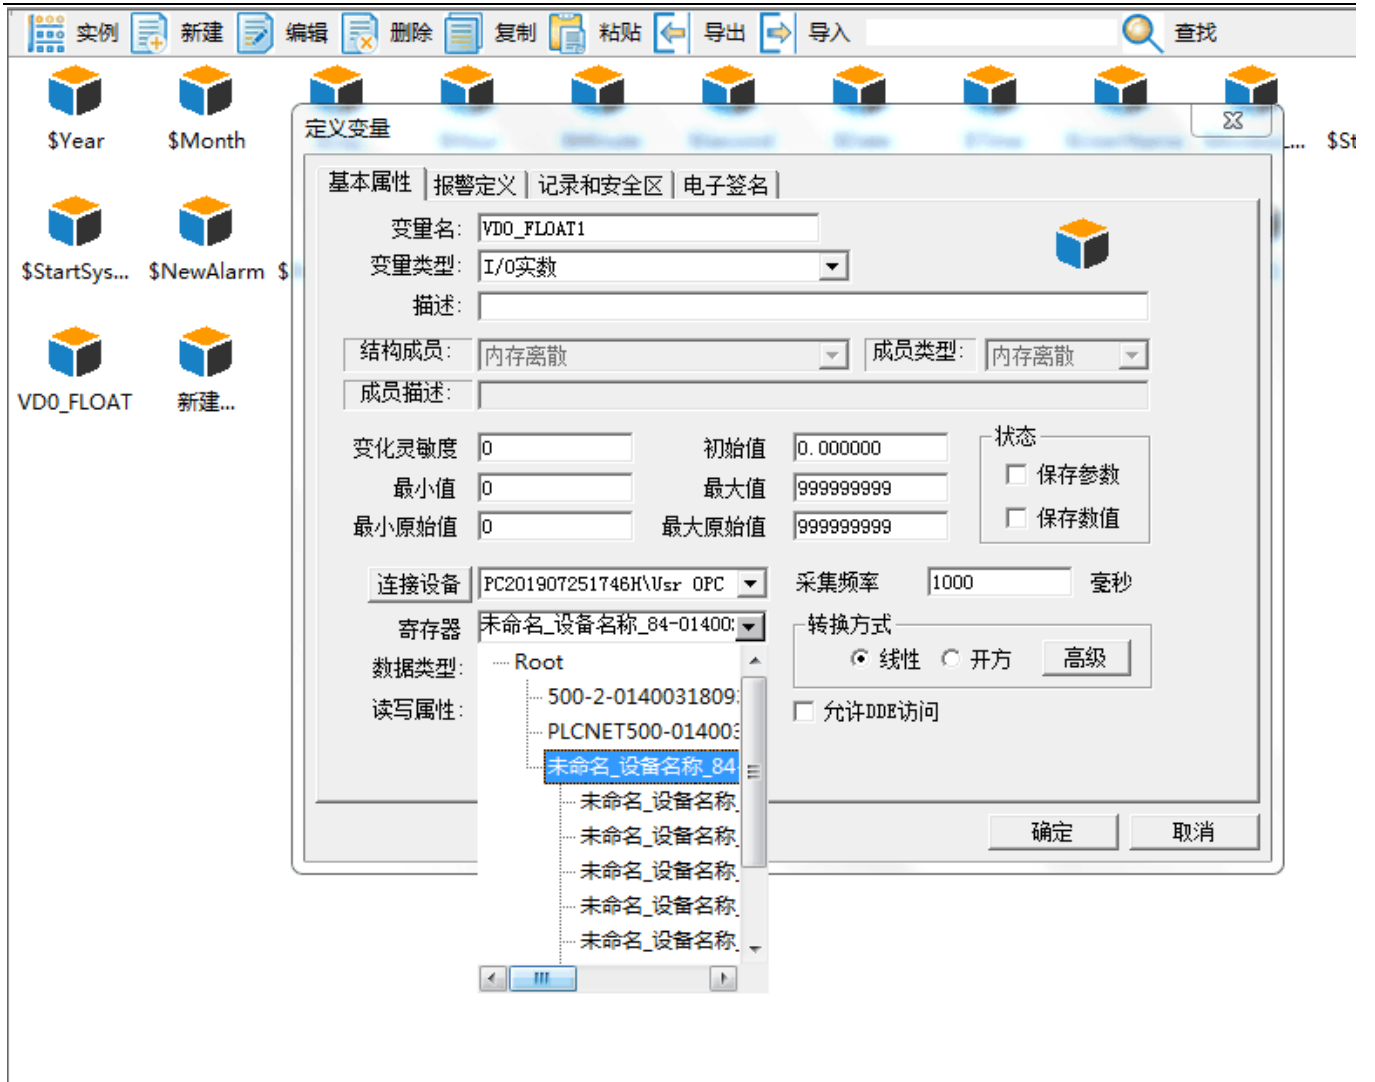 实例 新建 编辑 删除 复制 粘贴 导出 导入 查找
$Year $Month
$St
定义变量
基本属性 报警定义 记录和安全区 电子签名
变量名: VD0_FLOAT1
变量类型: I/O实数
$StartSys... $NewAlarm $
描述:
结构成员: 内存离散 成员类型: 内存离散
成员描述:
VD0_FLOAT 新建...
变化灵敏度 0 初始值 0.000000
状态
保存参数
最小值 0 最大值 999999999
保存数值
最小原始值 0 最大原始值 999999999
连接设备 PC201907251746H\Usr OPC 采集频率 1000 毫秒
寄存器 未命名_设备名称_84-01400
转换方式
线性 开方 高级
数据类型:
读写属性:
允许DDE访问
Root
500-2-0140031809
PLCNET500-01400
未命名_设备名称_84
未命名_设备名称_
未命名_设备名称_
未命名_设备名称_
未命名_设备名称_
未命名_设备名称_
确定 取消